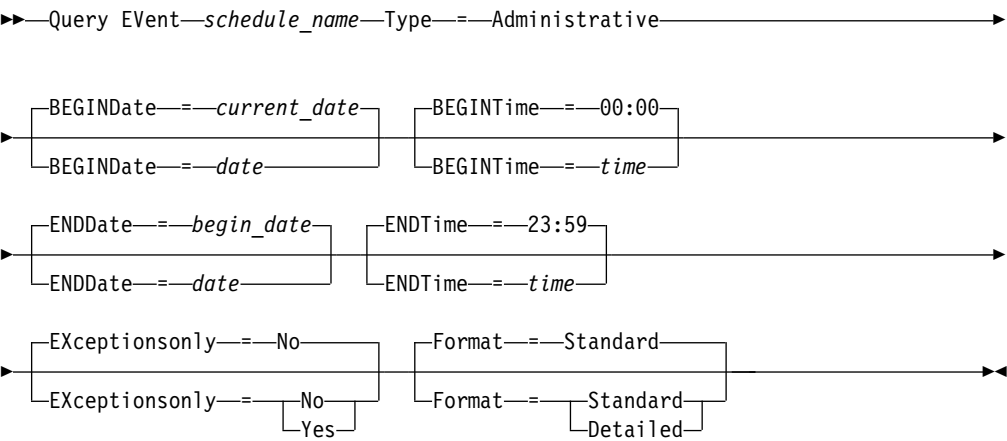 Query EVent schedule_name Type = Administrative
BEGINDate = current_date BEGINTime = 00:00
BEGINDate = date BEGINTime = time
ENDDate = begin_date ENDTime = 23:59
ENDDate = date ENDTime = time
EXceptionsonly = No Format = Standard
EXceptionsonly = No Format = Standard
Yes Detailed